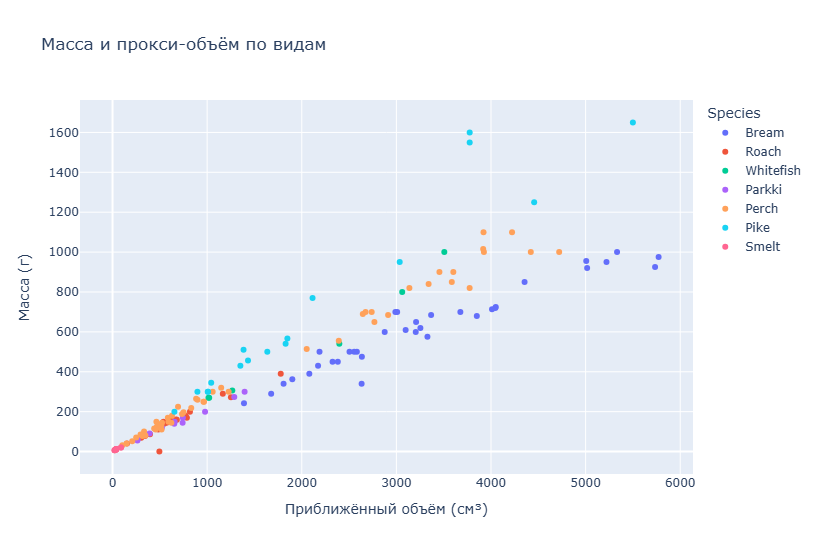 Масса и прокси-объём по видам
Species
Bream
Roach
Whitefish
Parkki
Perch
Pike
Smelt
Масса (г)
1600
1400
1200
1000
800
600
400
200
0
0 1000 2000 3000 4000 5000 6000
Приближённый объём (см³)